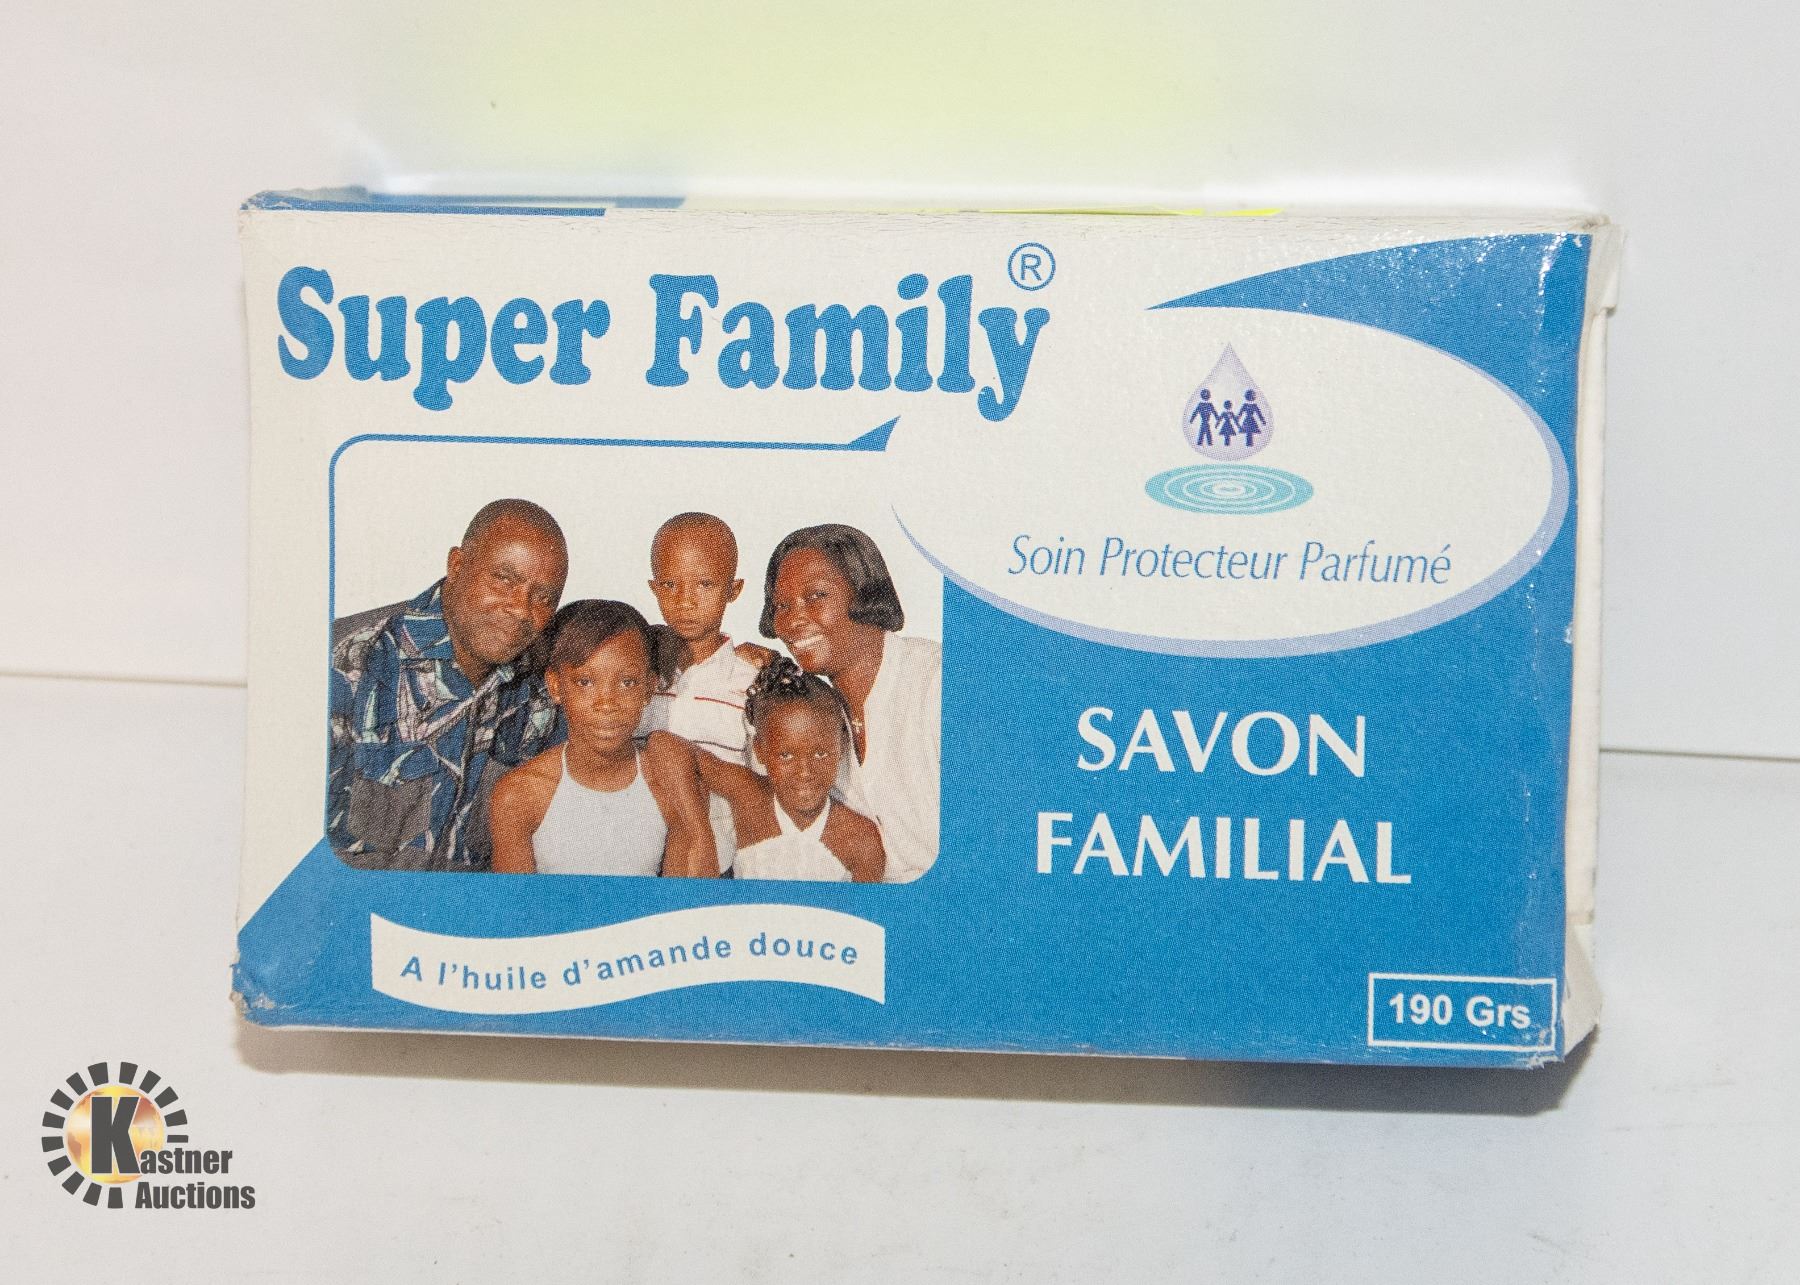 Super Family®
Soin Protecteur Parfumé
SAVON
FAMILIAL
A l'huile d'amande douce
190 Grs
Kastner
Auctions